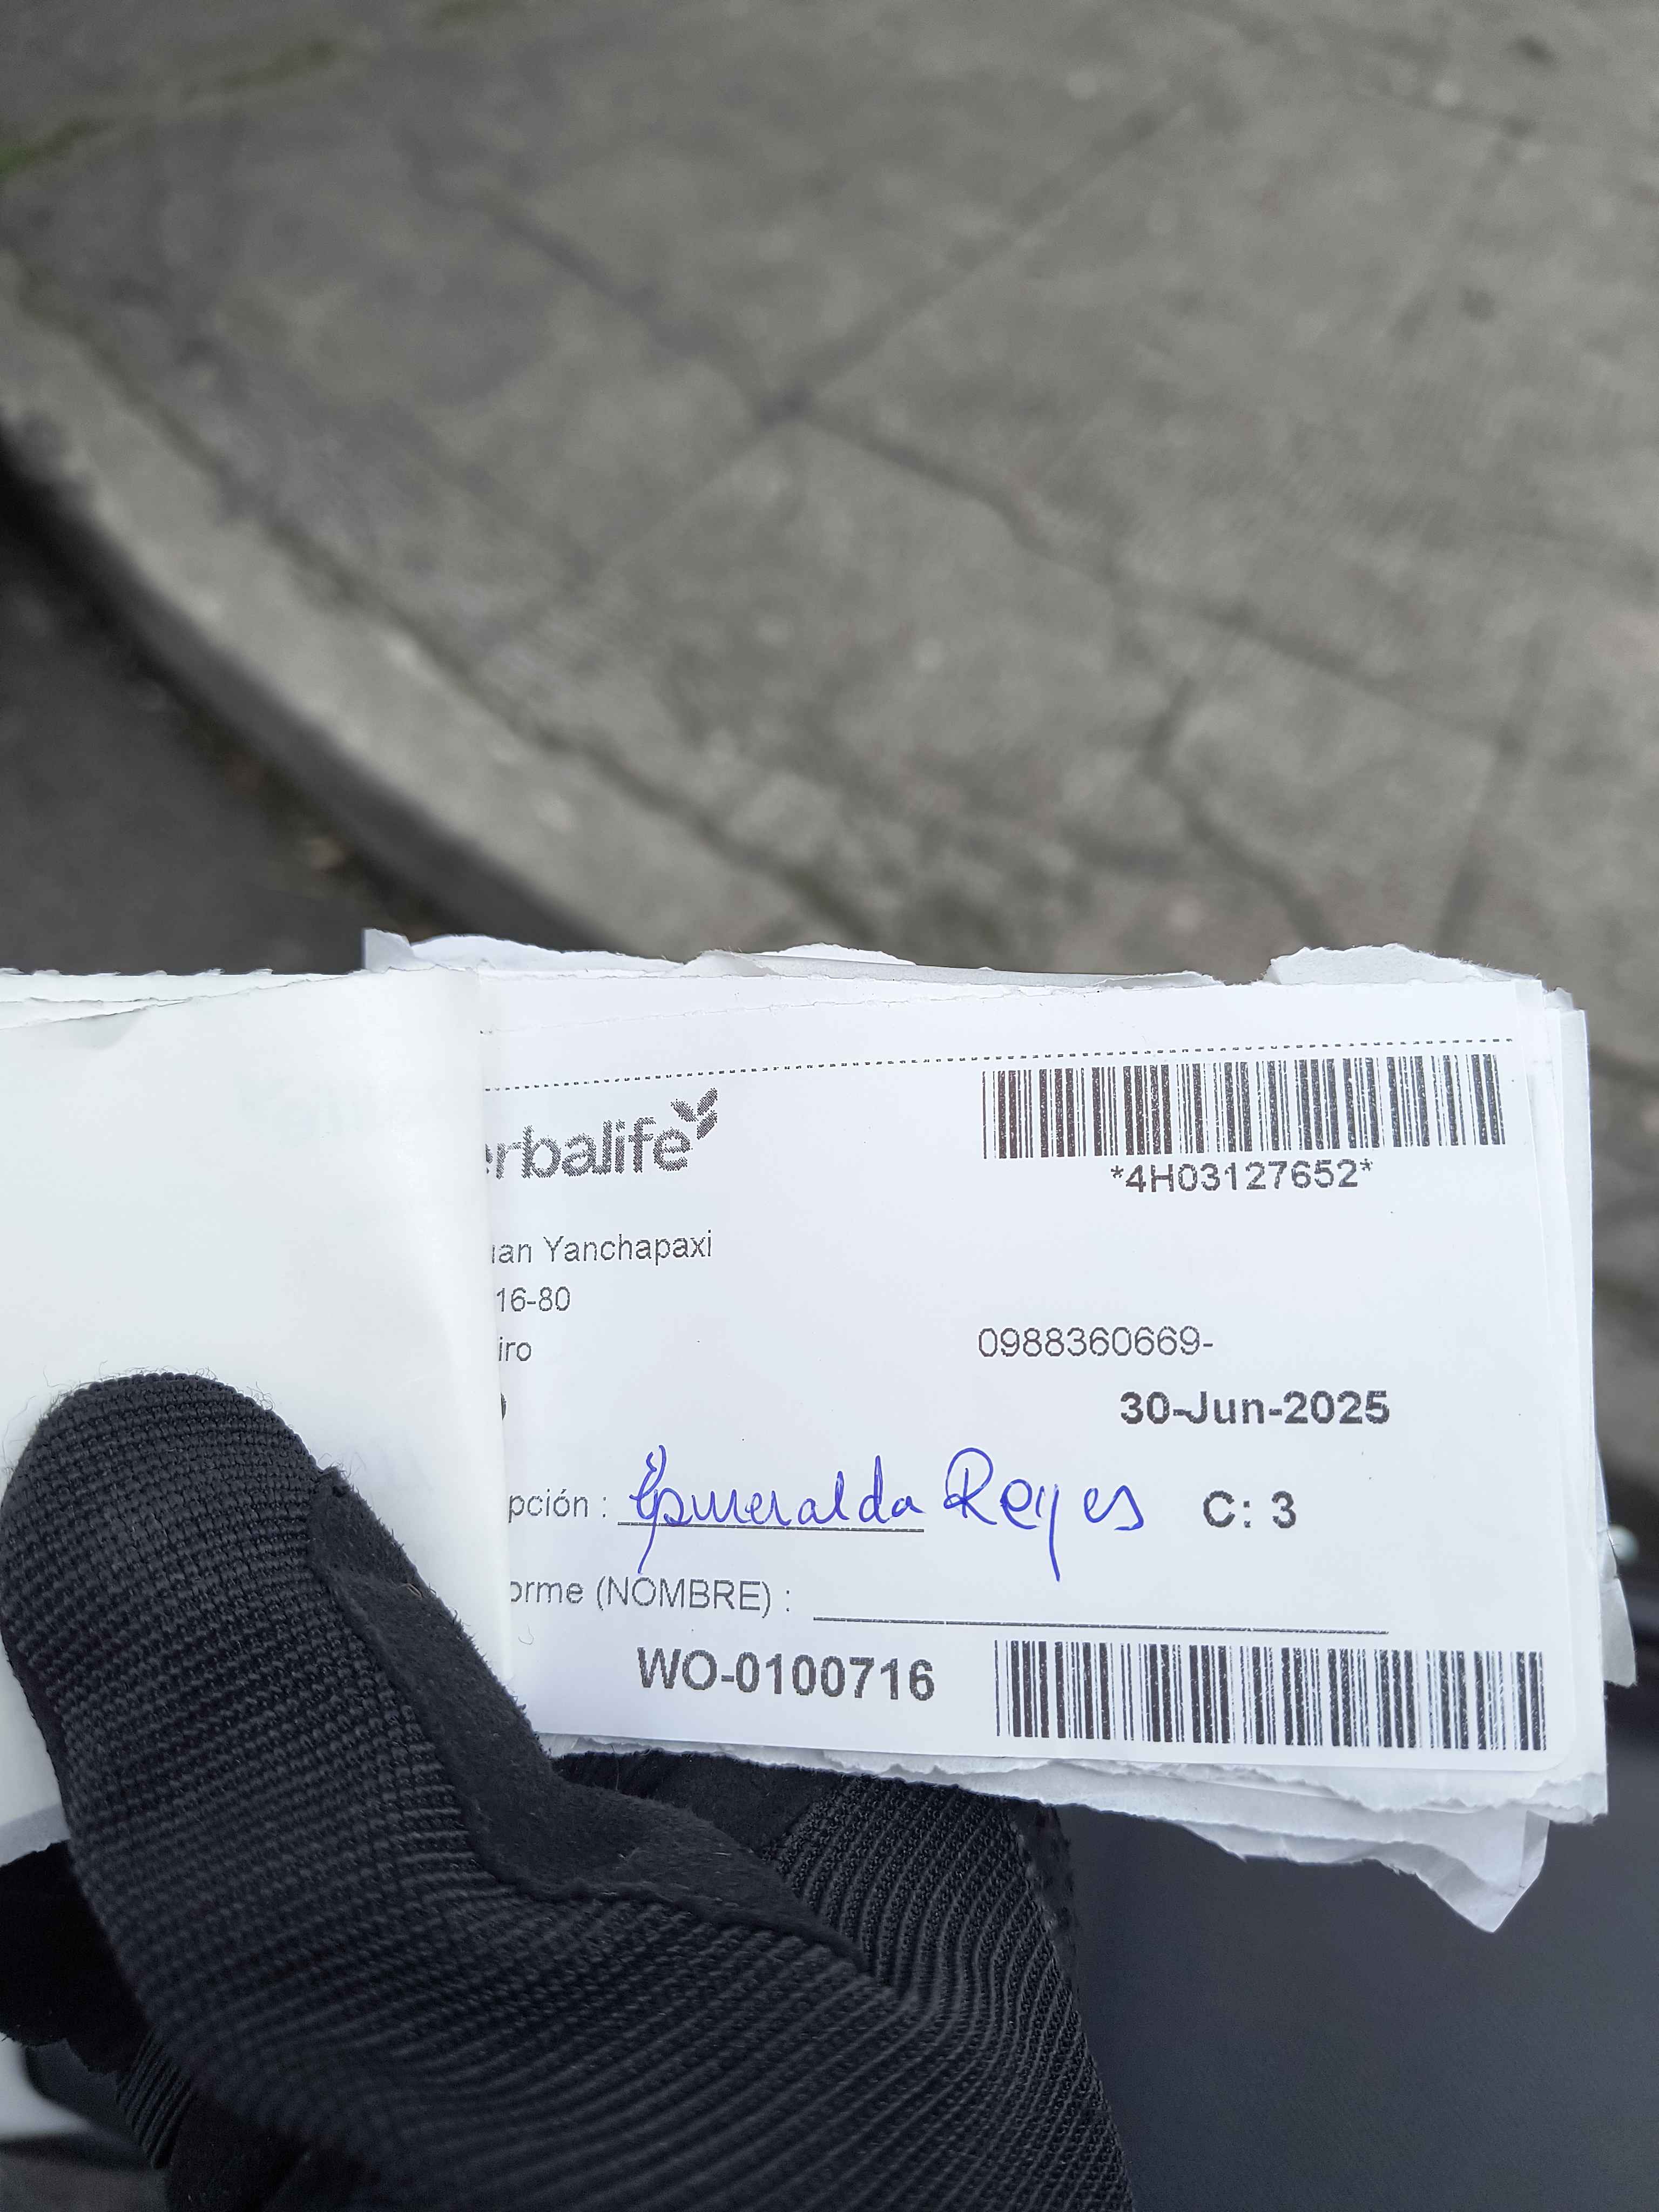 erbalife
*4H03127652*
uan Yanchapaxi
16-80
iro
0988360669-
30-Jun-2025
pción : Esmeralda Reyes C: 3
orme (NOMBRE) :
WO-0100716